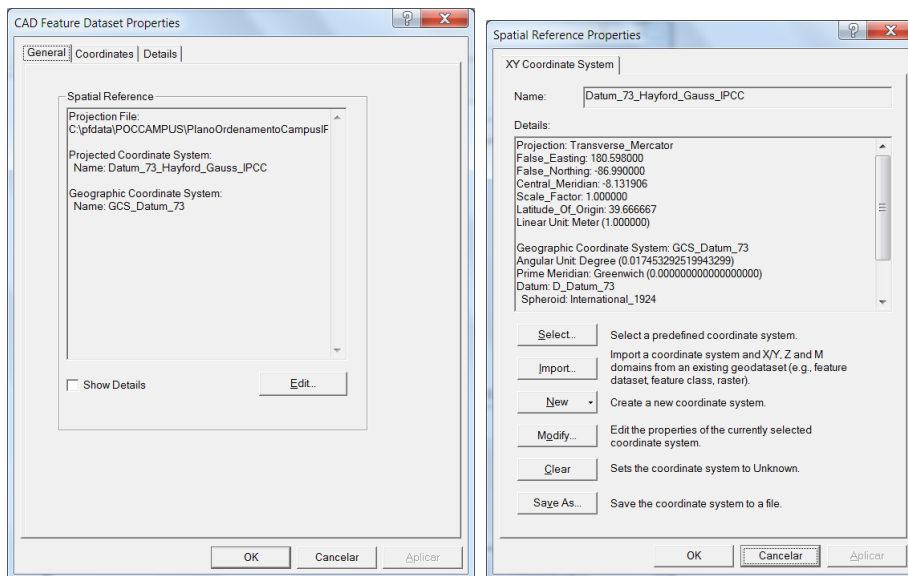 CAD Feature Dataset Properties
General
Coordinates
Details
Spatial Reference
Projection File:
C:\pfdata\POCCAMPUS\PlanoOrdenamentoCampusIF
Projected Coordinate System:
Name: Datum_73_Hayford_Gauss_IPCC
Geographic Coordinate System:
Name: GCS_Datum_73
Show Details
Edit...
OK
Cancelar
Aplicar
Spatial Reference Properties
XY Coordinate System
Name: Datum_73_Hayford_Gauss_IPCC
Details:
Projection: Transverse_Mercator
False_Easting: 180.598000
False_Northing: -86.990000
Central_Meridian: -8.131906
Scale_Factor: 1.000000
Latitude_Of_Origin: 39.666667
Linear Unit: Meter (1.000000)
Geographic Coordinate System: GCS_Datum_73
Angular Unit: Degree (0.017453292519943299)
Prime Meridian: Greenwich (0.000000000000000000)
Datum: D_Datum_73
Spheroid: International_1924
Select... Select a predefined coordinate system.
Import a coordinate system and X/Y, Z and M
Import... domains from an existing geodataset (e.g., feature
dataset, feature class, raster).
New Create a new coordinate system.
Modify... Edit the properties of the currently selected
coordinate system.
Clear Sets the coordinate system to Unknown.
Save As... Save the coordinate system to a file.
OK
Cancelar
Aplicar